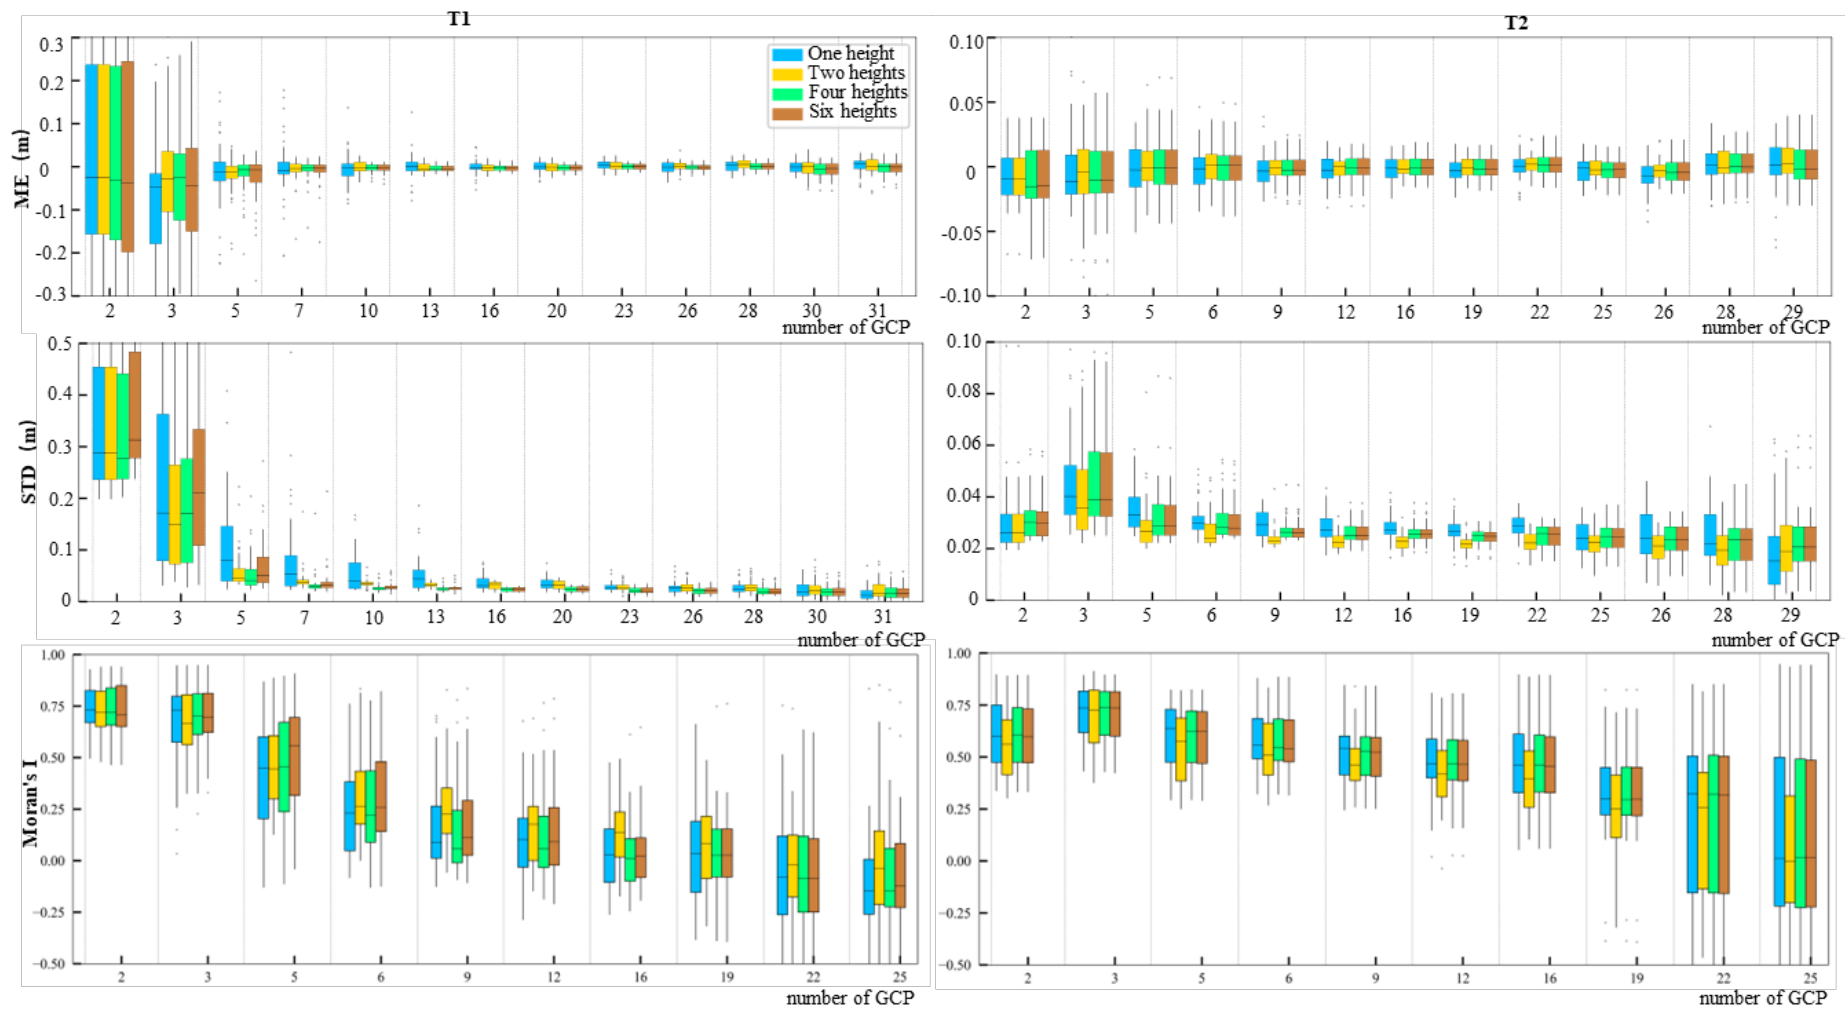 T1
T2
0.3
0.2
0.1
0
-0.1
-0.2
-0.3
ME (m)
One height
Two heights
Four heights
Six heights
2 3 5 7 10 13 16 20 23 26 28 30 31
number of GCP
0.10
0.05
0
-0.05
-0.10
2 3 5 6 9 12 16 19 22 25 26 28 29
number of GCP
0.5
0.4
0.3
0.2
0.1
0
STD (m)
2 3 5 7 10 13 16 20 23 26 28 30 31
number of GCP
0.10
0.08
0.06
0.04
0.02
0
2 3 5 6 9 12 16 19 22 25 26 28 29
number of GCP
1.00
0.75
0.50
0.25
0.00
−0.25
−0.50
Moran's I
2 3 5 6 9 12 16 19 22 25
number of GCP
1.00
0.75
0.50
0.25
0.00
−0.25
−0.50
2 3 5 6 9 12 16 19 22 25
number of GCP